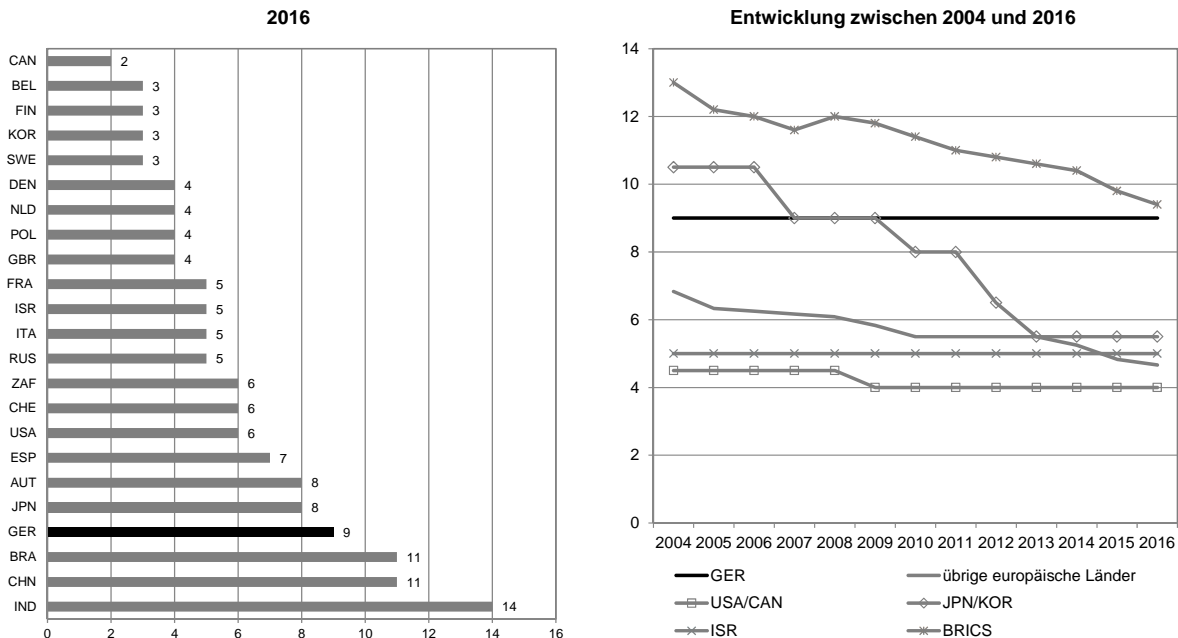 2016
CAN 2
BEL 3
FIN 3
KOR 3
SWE 3
DEN 4
NLD 4
POL 4
GBR 4
FRA 5
ISR 5
ITA 5
RUS 5
ZAF 6
CHE 6
USA 6
ESP 7
AUT 8
JPN 8
GER 9
BRA 11
CHN 11
IND 14
0 2 4 6 8 10 12 14 16
Entwicklung zwischen 2004 und 2016
14
12
10
8
6
4
2
0
2004 2005 2006 2007 2008 2009 2010 2011 2012 2013 2014 2015 2016
GER übrige europäische Länder
USA/CAN JPN/KOR
ISR BRICS